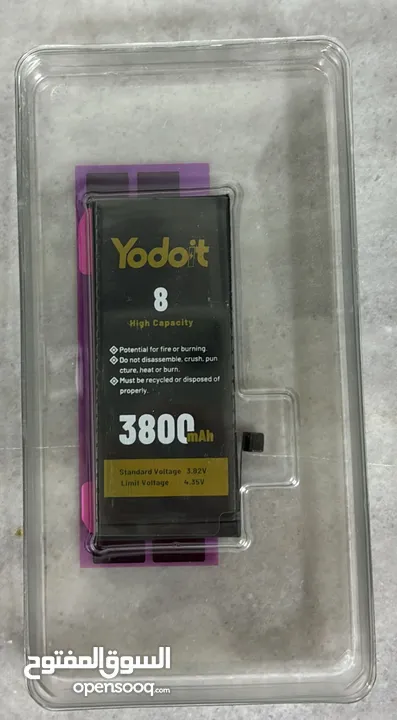 Yodoit
8
High Capacity
Potential for fire or burning.
Do not disassemble, crush, pun
cture, heat or burn.
Must be recycled or disposed of
properly.
3800mAh
Standard Voltage 3.82V
Limit Voltage 4.35V
السوق المفتوح
opensooq.com